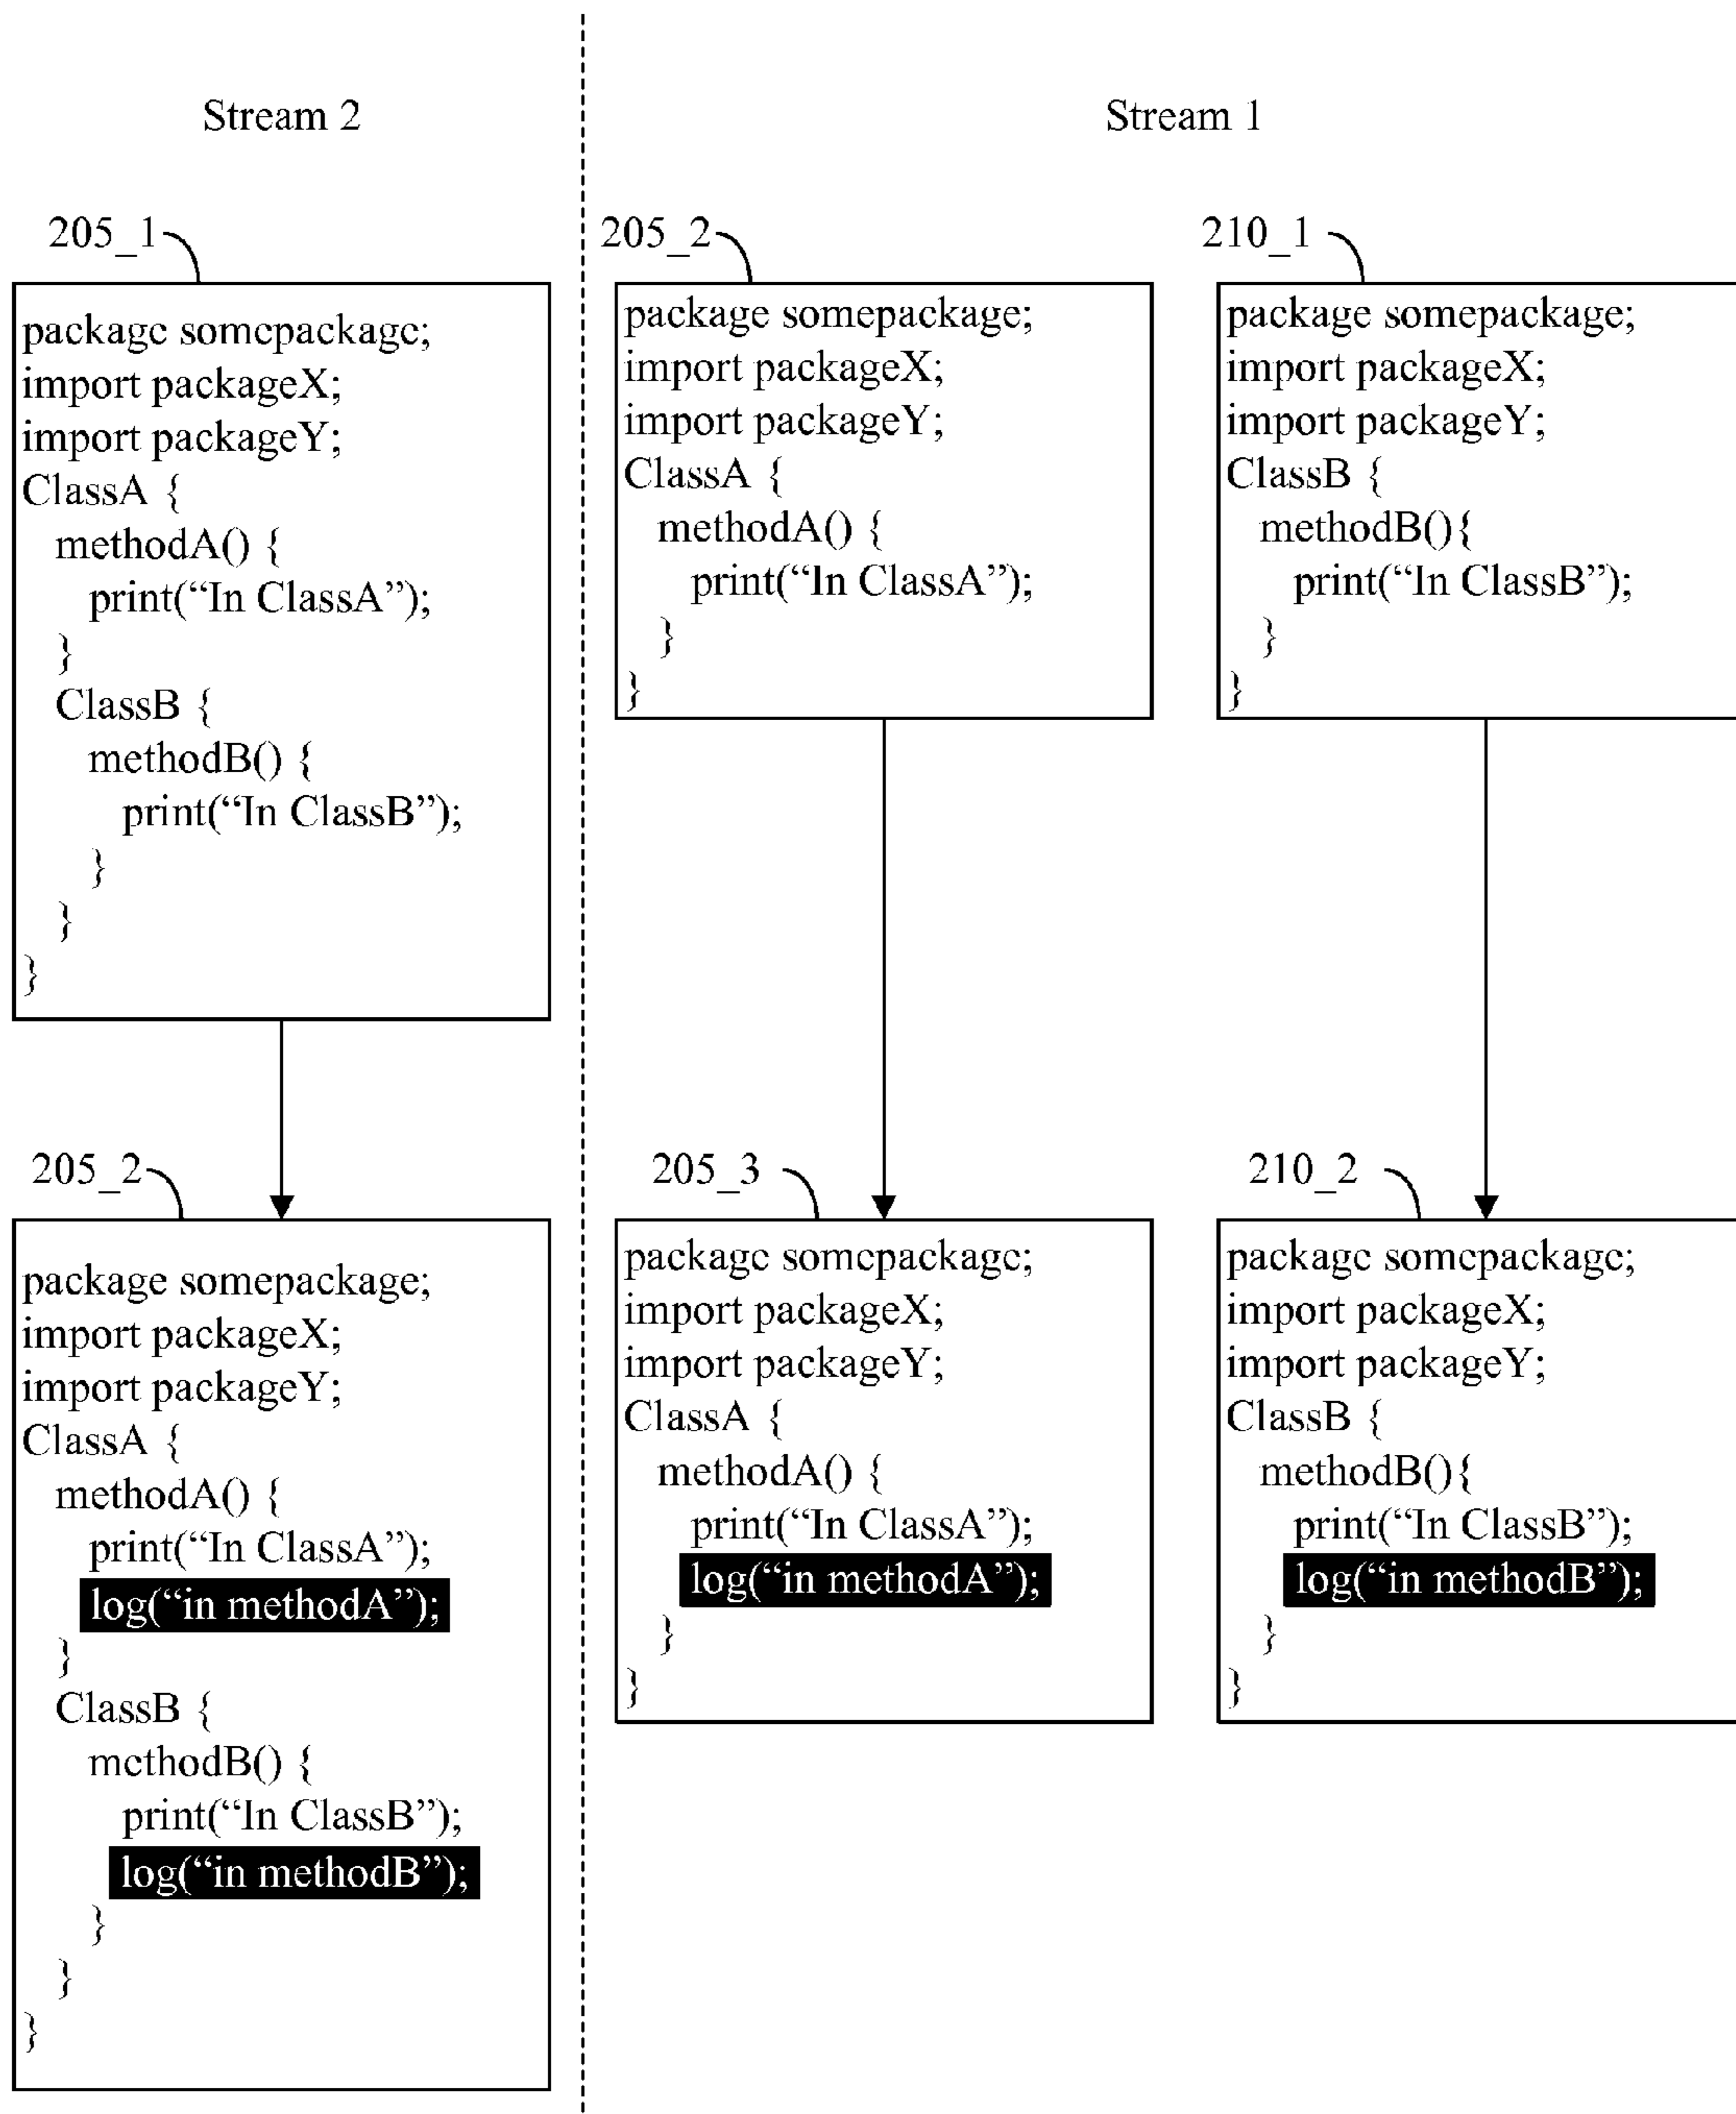 Stream 2
Stream 1
205_1
package somepackage;
import packageX;
import packageY;
ClassA {
methodA() {
print(“In ClassA”);
}
ClassB {
methodB() {
print(“In ClassB”);
}
}
}
205_2
package somepackage;
import packageX;
import packageY;
ClassA {
methodA() {
print(“In ClassA”);
}
}
210_1
package somepackage;
import packageX;
import packageY;
ClassB {
methodB(){
print(“In ClassB”);
}
}
205_2
package somepackage;
import packageX;
import packageY;
ClassA {
methodA() {
print(“In ClassA”);
log(“in methodA”);
}
ClassB {
methodB() {
print(“In ClassB”);
log(“in methodB”);
}
}
}
205_3
package somepackage;
import packageX;
import packageY;
ClassA {
methodA() {
print(“In ClassA”);
log(“in methodA”);
}
}
210_2
package somepackage;
import packageX;
import packageY;
ClassB {
methodB(){
print(“In ClassB”);
log(“in methodB”);
}
}